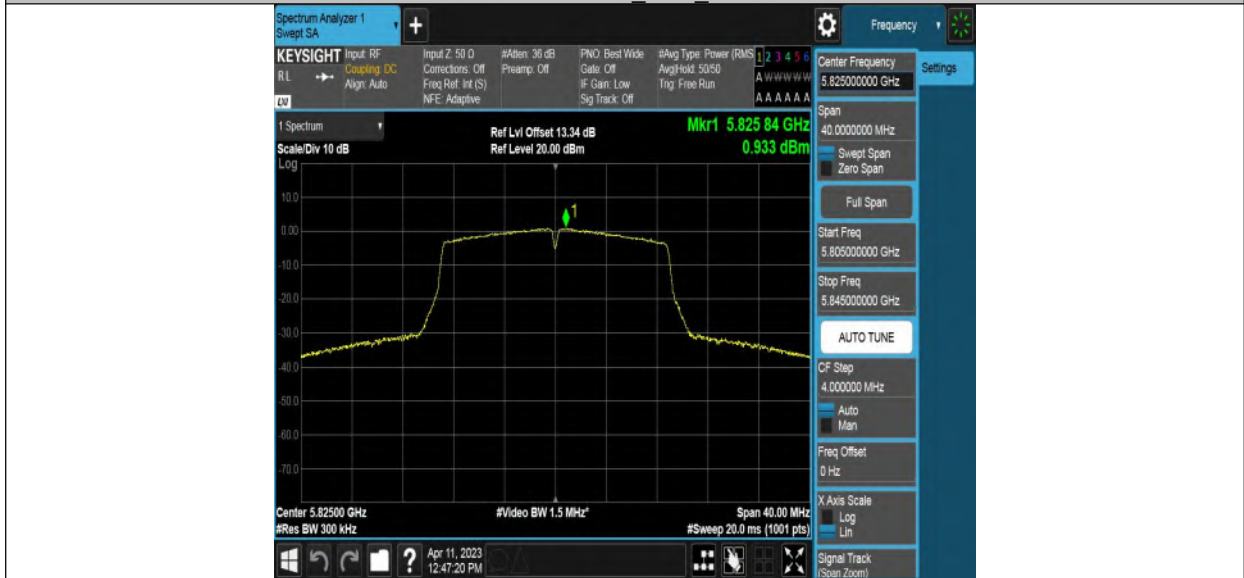 Spectrum Analyzer 1
Swept SA
+
Frequency
KEYSIGHT
Input: RF
Coupling: DC
Align: Auto
Input Z: 50 Ω
Corrections: Off
Freq Ref: Int (S)
NFE: Adaptive
#Atten: 36 dB
Preamp: Off
PNO: Best Wide
Gate: Off
IF Gain: Low
Sig Track: Off
#Avg Type: Power (RMS
Avg|Hold: 50/50
Trig: Free Run
1 2 3 4 5 6
A W W W W W
A A A A A A
RL
LXI
1 Spectrum
Scale/Div 10 dB
Log
Ref Lvl Offset 13.34 dB
Ref Level 20.00 dBm
Mkr1 5.825 84 GHz
0.933 dBm
10.0
0.00
-10.0
-20.0
-30.0
-40.0
-50.0
-60.0
-70.0
1
Center 5.82500 GHz
#Res BW 300 kHz
#Video BW 1.5 MHz*
Span 40.00 MHz
#Sweep 20.0 ms (1001 pts)
?
Apr 11, 2023
12:47:20 PM
Center Frequency
5.825000000 GHz
Settings
Span
40.0000000 MHz
Swept Span
Zero Span
Full Span
Start Freq
5.805000000 GHz
Stop Freq
5.845000000 GHz
AUTO TUNE
CF Step
4.000000 MHz
Auto
Man
Freq Offset
0 Hz
X Axis Scale
Log
Lin
Signal Track
(Span Zoom)